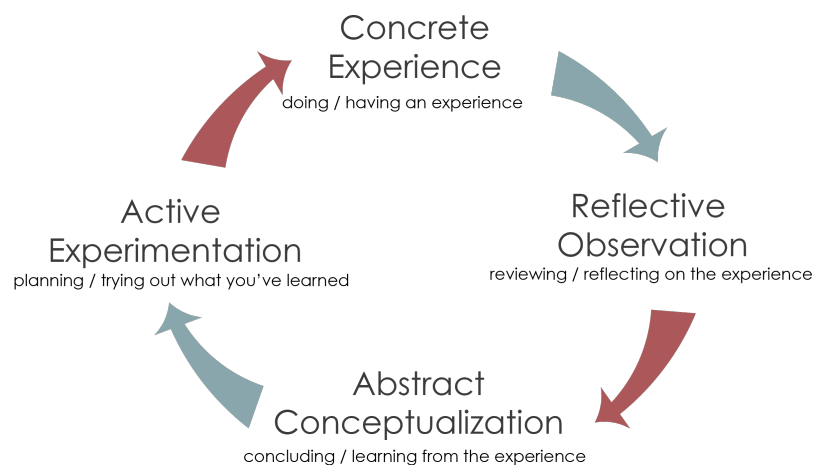 Concrete
Experience
doing / having an experience
Reflective
Observation
reviewing / reflecting on the experience
Abstract
Conceptualization
concluding / learning from the experience
Active
Experimentation
planning / trying out what you’ve learned